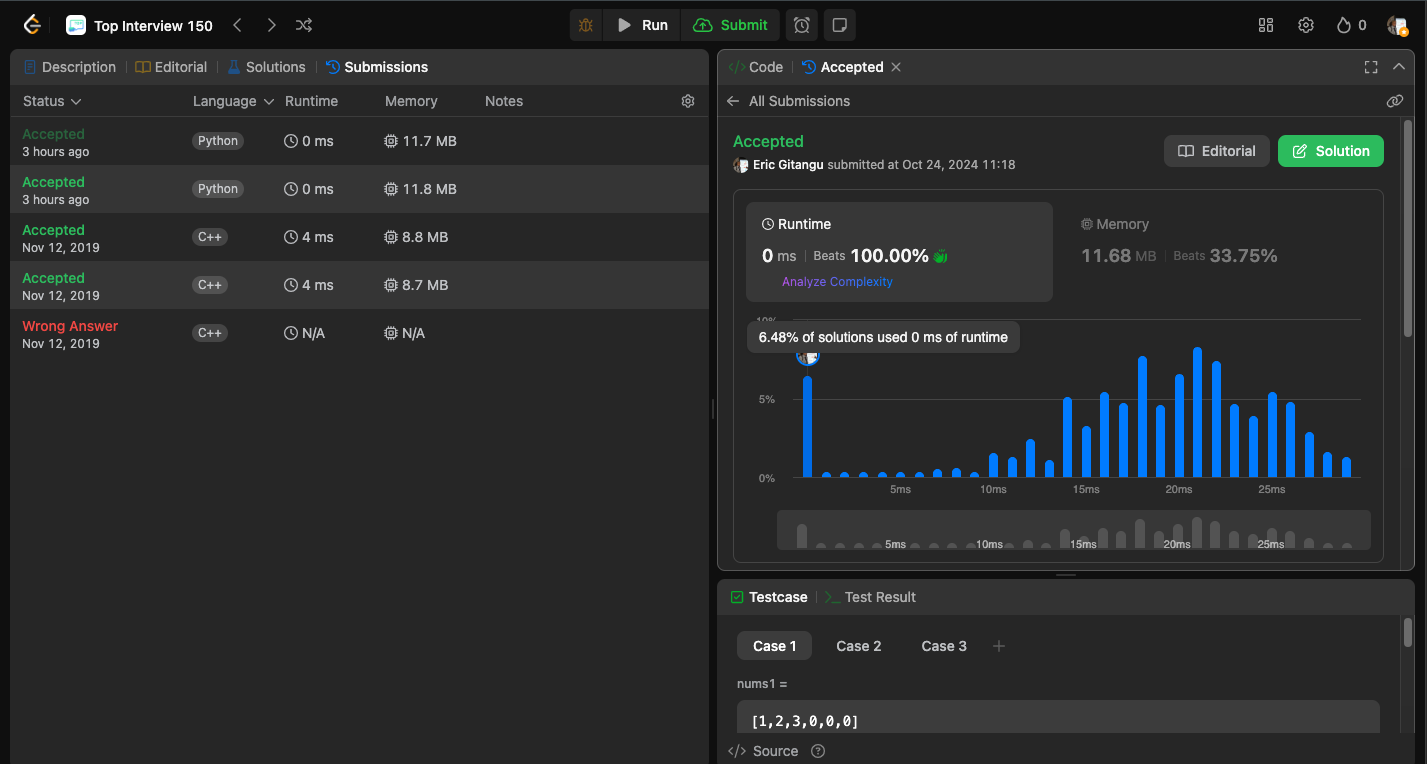 Top Interview 150
Run
Submit
0
Description
Editorial
Solutions
Submissions
Status
Language
Runtime
Memory
Notes
Accepted
3 hours ago
Python
0 ms
11.7 MB
Accepted
3 hours ago
Python
0 ms
11.8 MB
Accepted
Nov 12, 2019
C++
4 ms
8.8 MB
Accepted
Nov 12, 2019
C++
4 ms
8.7 MB
Wrong Answer
Nov 12, 2019
C++
N/A
N/A
</> Code
Accepted
All Submissions
Accepted
Eric Gitangu submitted at Oct 24, 2024 11:18
Editorial
Solution
Runtime
0 ms | Beats 100.00%
Analyze Complexity
Memory
11.68 MB | Beats 33.75%
10%
6.48% of solutions used 0 ms of runtime
5%
0%
5ms
10ms
15ms
20ms
25ms
5ms
10ms
15ms
20ms
25ms
Testcase
>_ Test Result
Case 1
Case 2
Case 3
+
nums1 =
[1,2,3,0,0,0]
</> Source ?